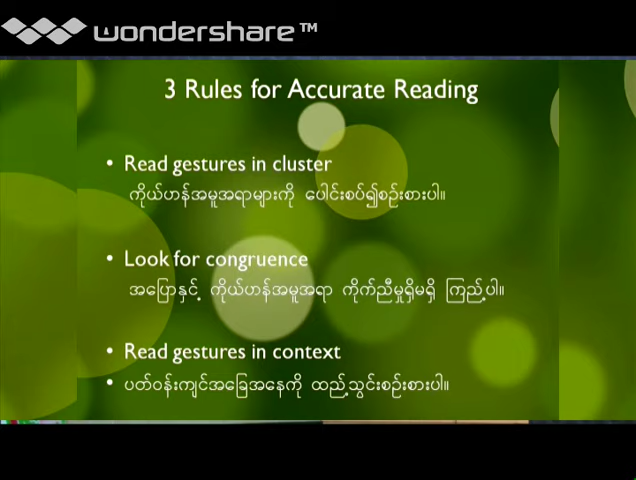 wondershare™
3 Rules for Accurate Reading
• Read gestures in cluster
ကိုယ်ဟန်အမူအရာများကို ပေါင်းစပ်၍စဉ်းစားပါ။
• Look for congruence
အပြောနှင့် ကိုယ်ဟန်အမူအရာ ကိုက်ညီမှုရှိမရှိ ကြည့်ပါ။
• Read gestures in context
• ပတ်ဝန်းကျင်အခြေအနေကို ထည့်သွင်းစဉ်းစားပါ။